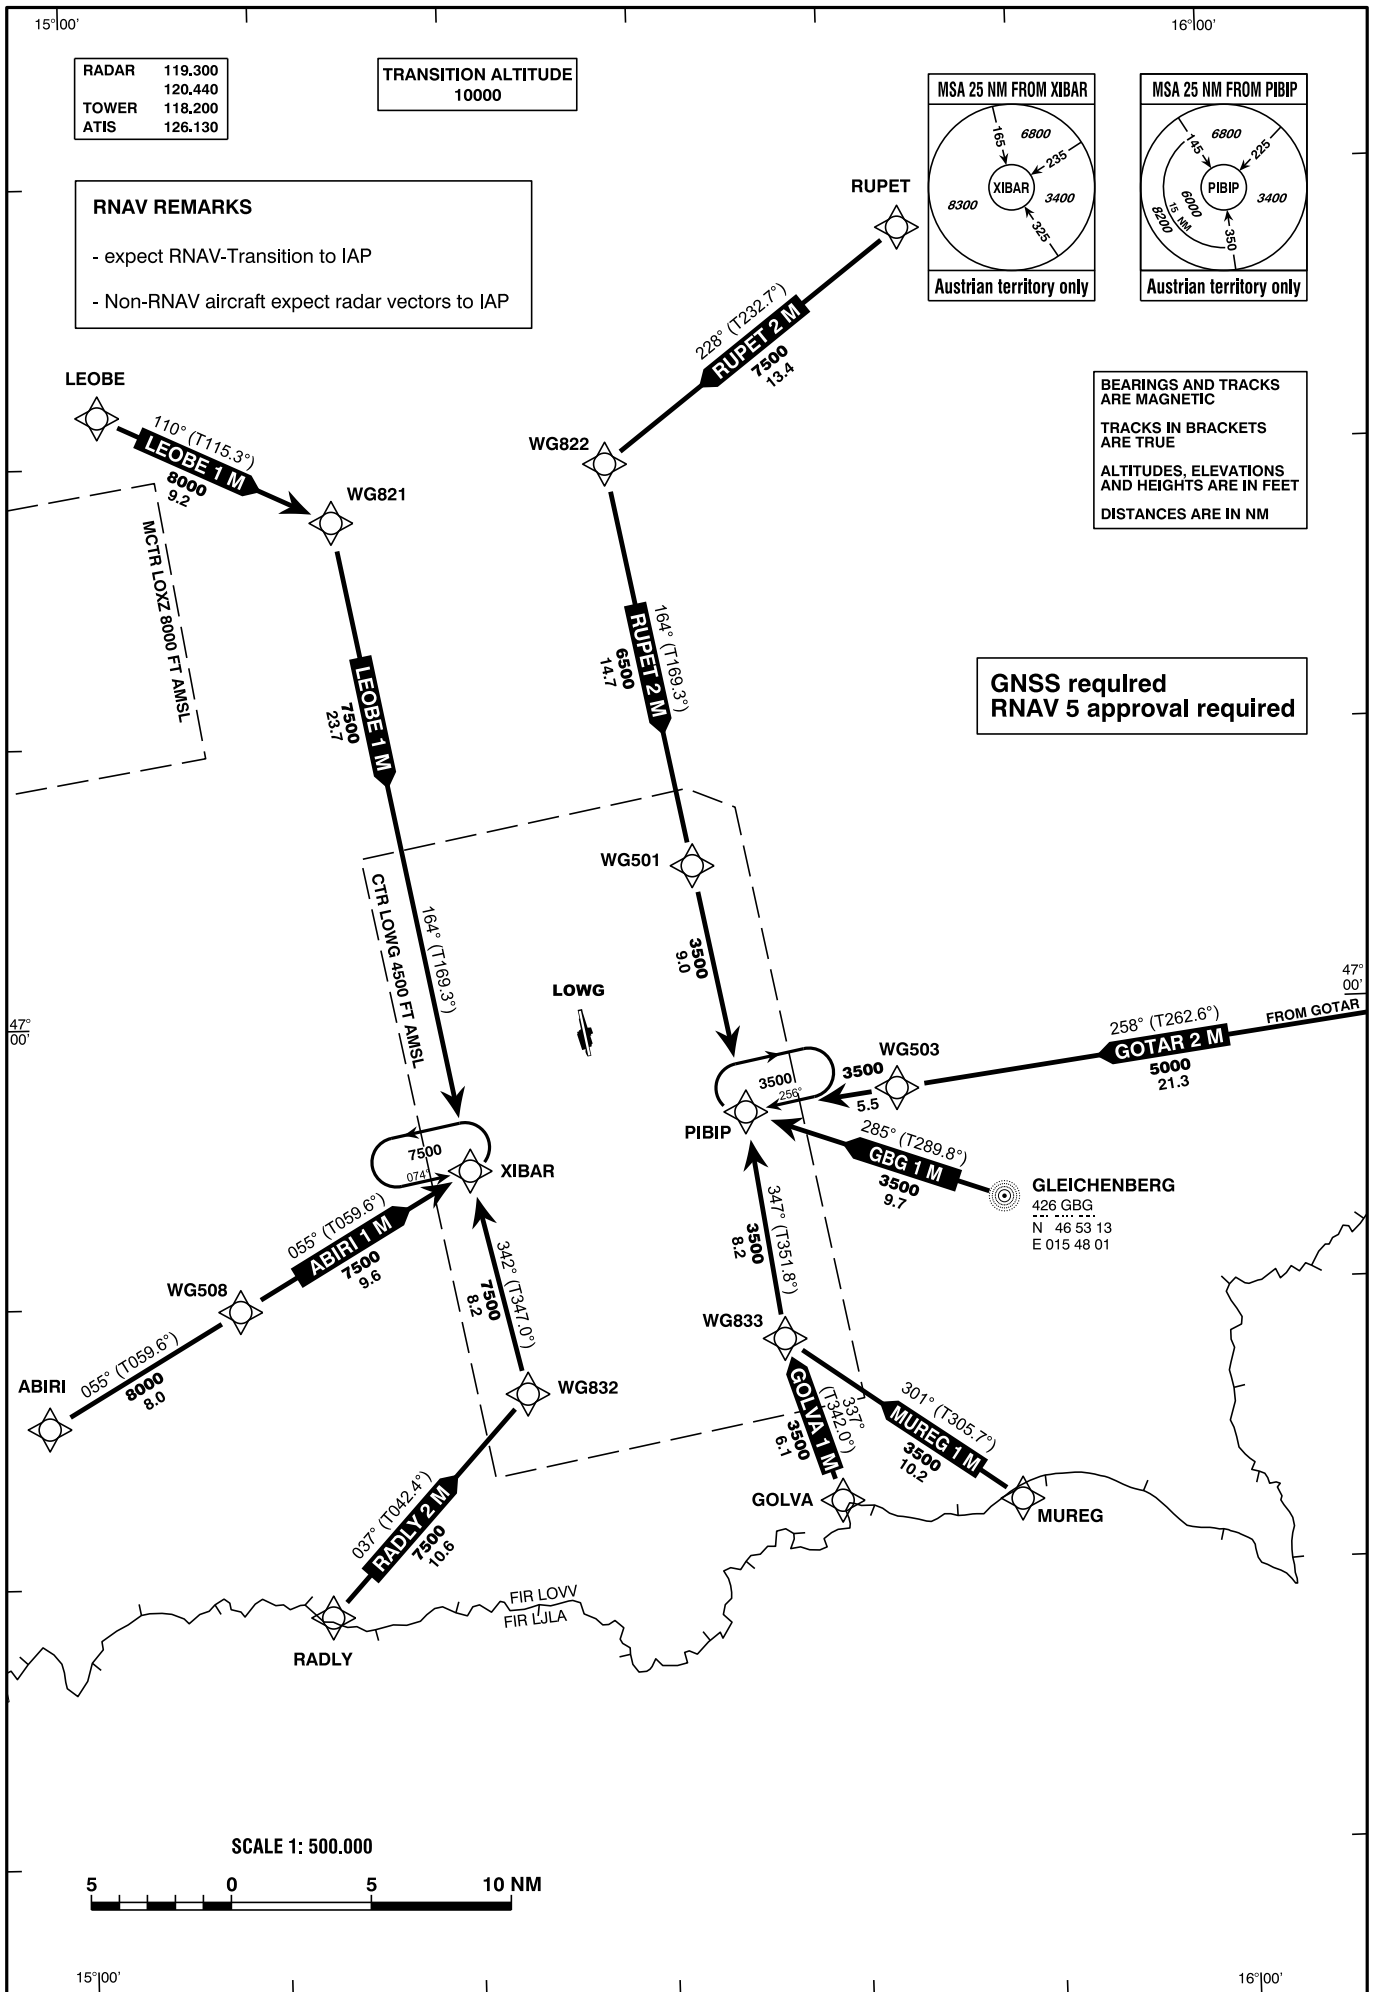 15°00'
16°00'
RADAR 119.300
120.440
TOWER 118.200
ATIS 126.130
TRANSITION ALTITUDE
10000
MSA 25 NM FROM XIBAR
165
6800
235
XIBAR
8300
3400
325
Austrian territory only
MSA 25 NM FROM PIBIP
145
6800
225
PIBIP
6000
15 NM
8200
3400
350
Austrian territory only
RNAV REMARKS
- expect RNAV-Transition to IAP
- Non-RNAV aircraft expect radar vectors to IAP
RUPET
228° (T232.7°)
RUPET 2 M
7500
13.4
LEOBE
110° (T115.3°)
LEOBE 1 M
8000
9.2
WG821
WG822
BEARINGS AND TRACKS
ARE MAGNETIC
TRACKS IN BRACKETS
ARE TRUE
ALTITUDES, ELEVATIONS
AND HEIGHTS ARE IN FEET
DISTANCES ARE IN NM
MCTR LOXZ 8000 FT AMSL
LEOBE 1 M
7500
23.7
164° (T169.3°)
RUPET 2 M
6500
14.7
164° (T169.3°)
GNSS requIred
RNAV 5 approval required
WG501
CTR LOWG 4500 FT AMSL
3500
9.0
LOWG
47°
00'
47°
00'
FROM GOTAR
258° (T262.6°)
GOTAR 2 M
5000
21.3
WG503
3500
5.5
3500
256°
PIBIP
285° (T289.8°)
GBG 1 M
3500
9.7
GLEICHENBERG
426 GBG
N 46 53 13
E 015 48 01
7500
074°
XIBAR
055° (T059.6°)
ABIRI 1 M
7500
9.6
WG508
055° (T059.6°)
8000
8.0
ABIRI
342° (T347.0°)
7500
8.2
WG832
347° (T351.8°)
3500
8.2
WG833
337°
(T342.0°)
GOLVA 1 M
3500
6.1
GOLVA
301° (T305.7°)
MUREG 1 M
3500
10.2
MUREG
037° (T042.4°)
RADLY 2 M
7500
10.6
RADLY
FIR LOVV
FIR LJLA
SCALE 1: 500.000
5 0 5 10 NM
15°00'
16°00'